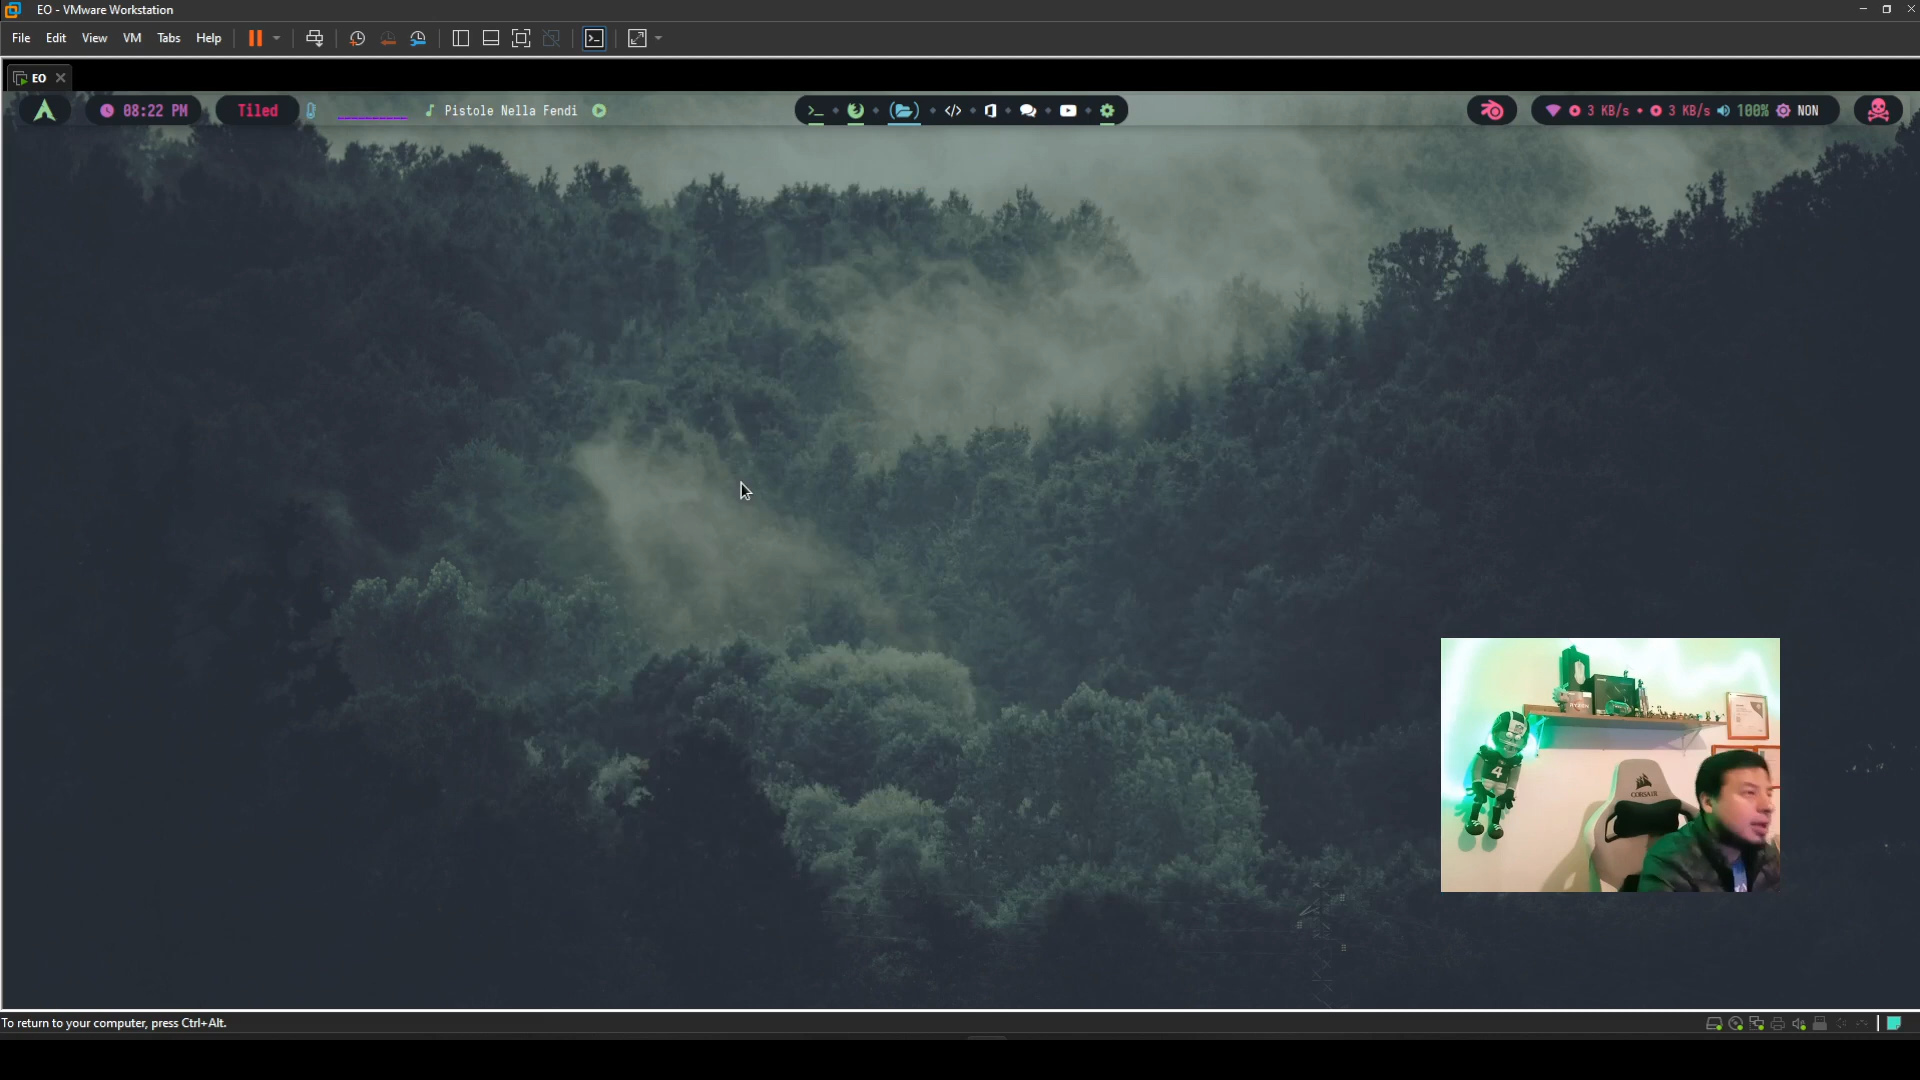 EO - VMware Workstation
File Edit View VM Tabs Help
EO
08:22 PM Tiled Pistole Nella Fendi 3 KB/s 3 KB/s 100% NON
4
CORSAIR
To return to your computer, press Ctrl+Alt.